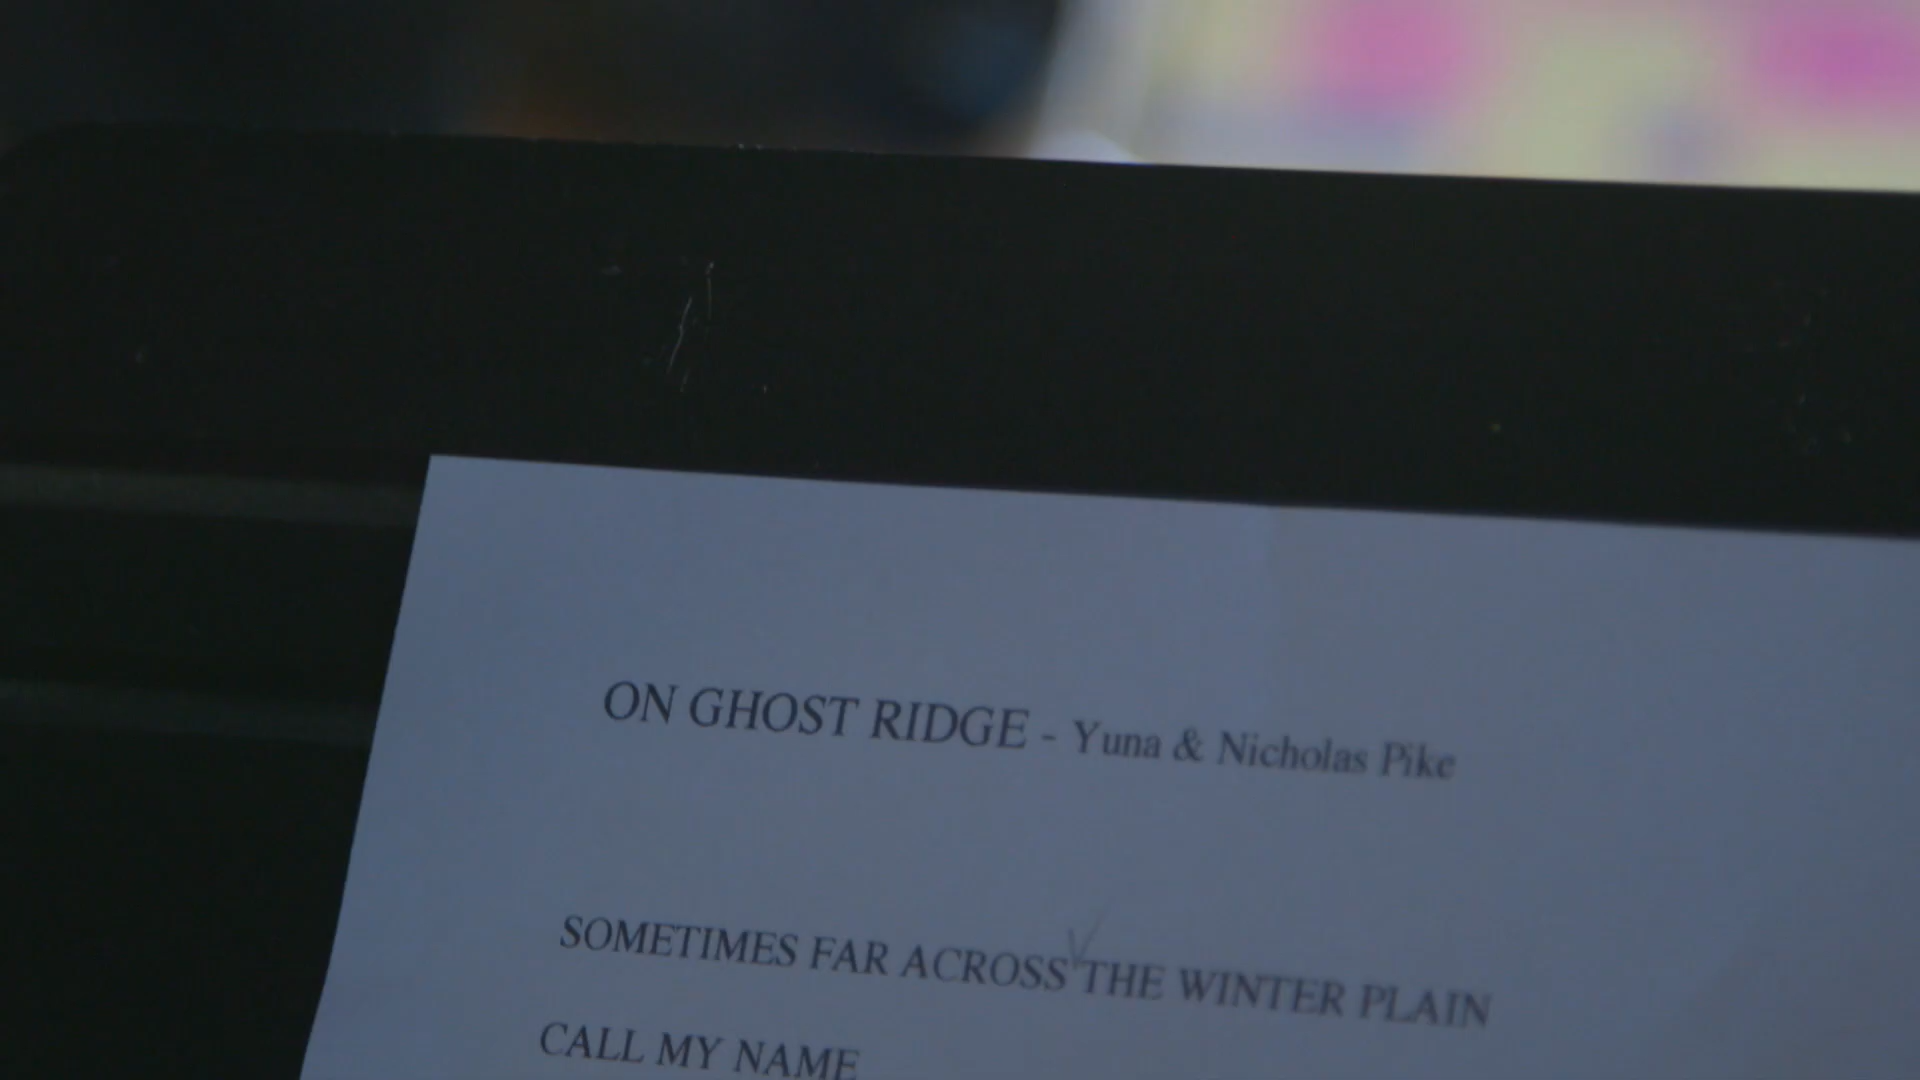 ON GHOST RIDGE - Yuna & Nicholas Pike
SOMETIMES FAR ACROSS THE WINTER PLAIN
CALL MY NAME